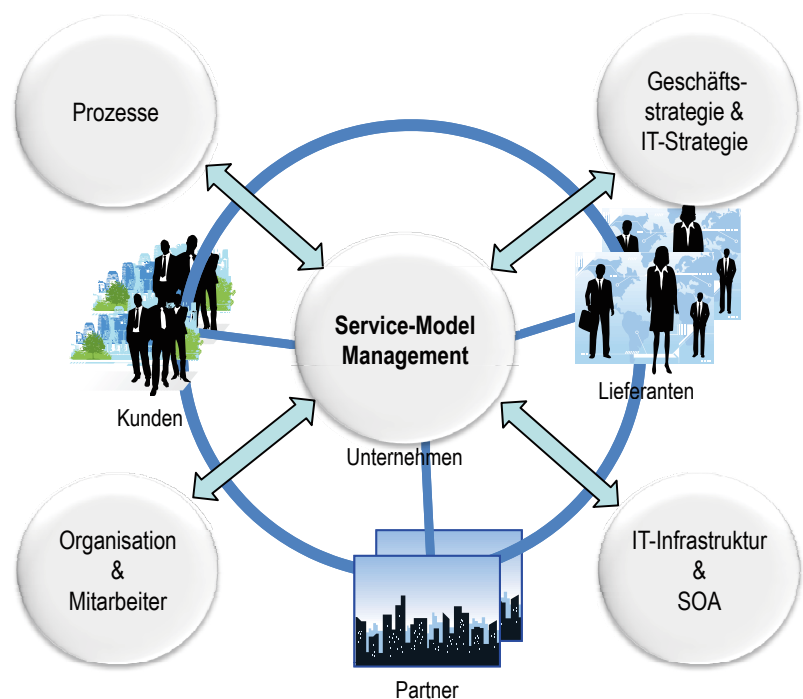 Prozesse
Geschäfts-
strategie &
IT-Strategie
Service-Model
Management
Kunden
Lieferanten
Unternehmen
Organisation
&
Mitarbeiter
IT-Infrastruktur
&
SOA
Partner